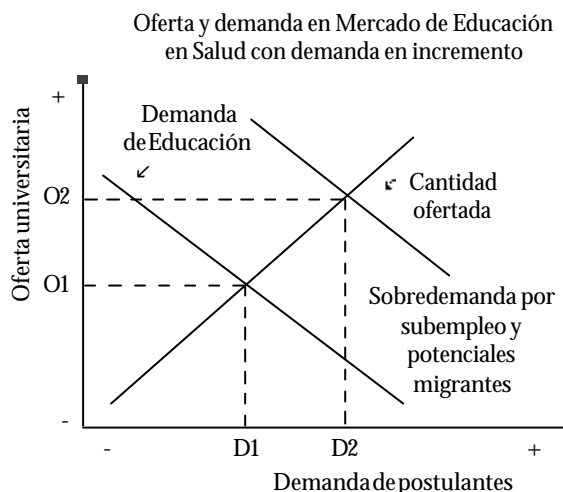 Oferta y demanda en Mercado de Educación
en Salud con demanda en incremento
+
Demanda
de Educación
O2
Cantidad
ofertada
Oferta universitaria
O1
Sobredemanda por
subempleo y
potenciales
migrantes
-
-
D1
D2
+
Demanda de postulantes